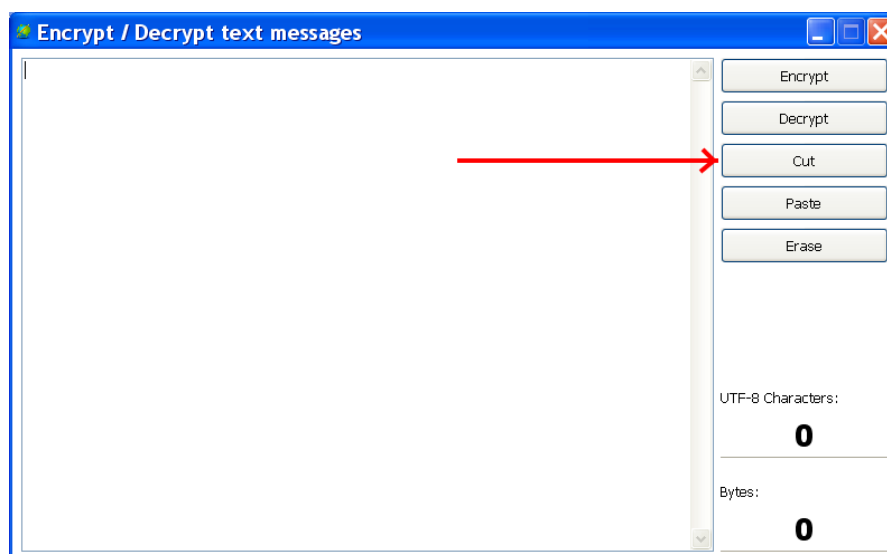 Encrypt / Decrypt text messages
Encrypt
Decrypt
Cut
Paste
Erase
UTF-8 Characters:
0
Bytes:
0